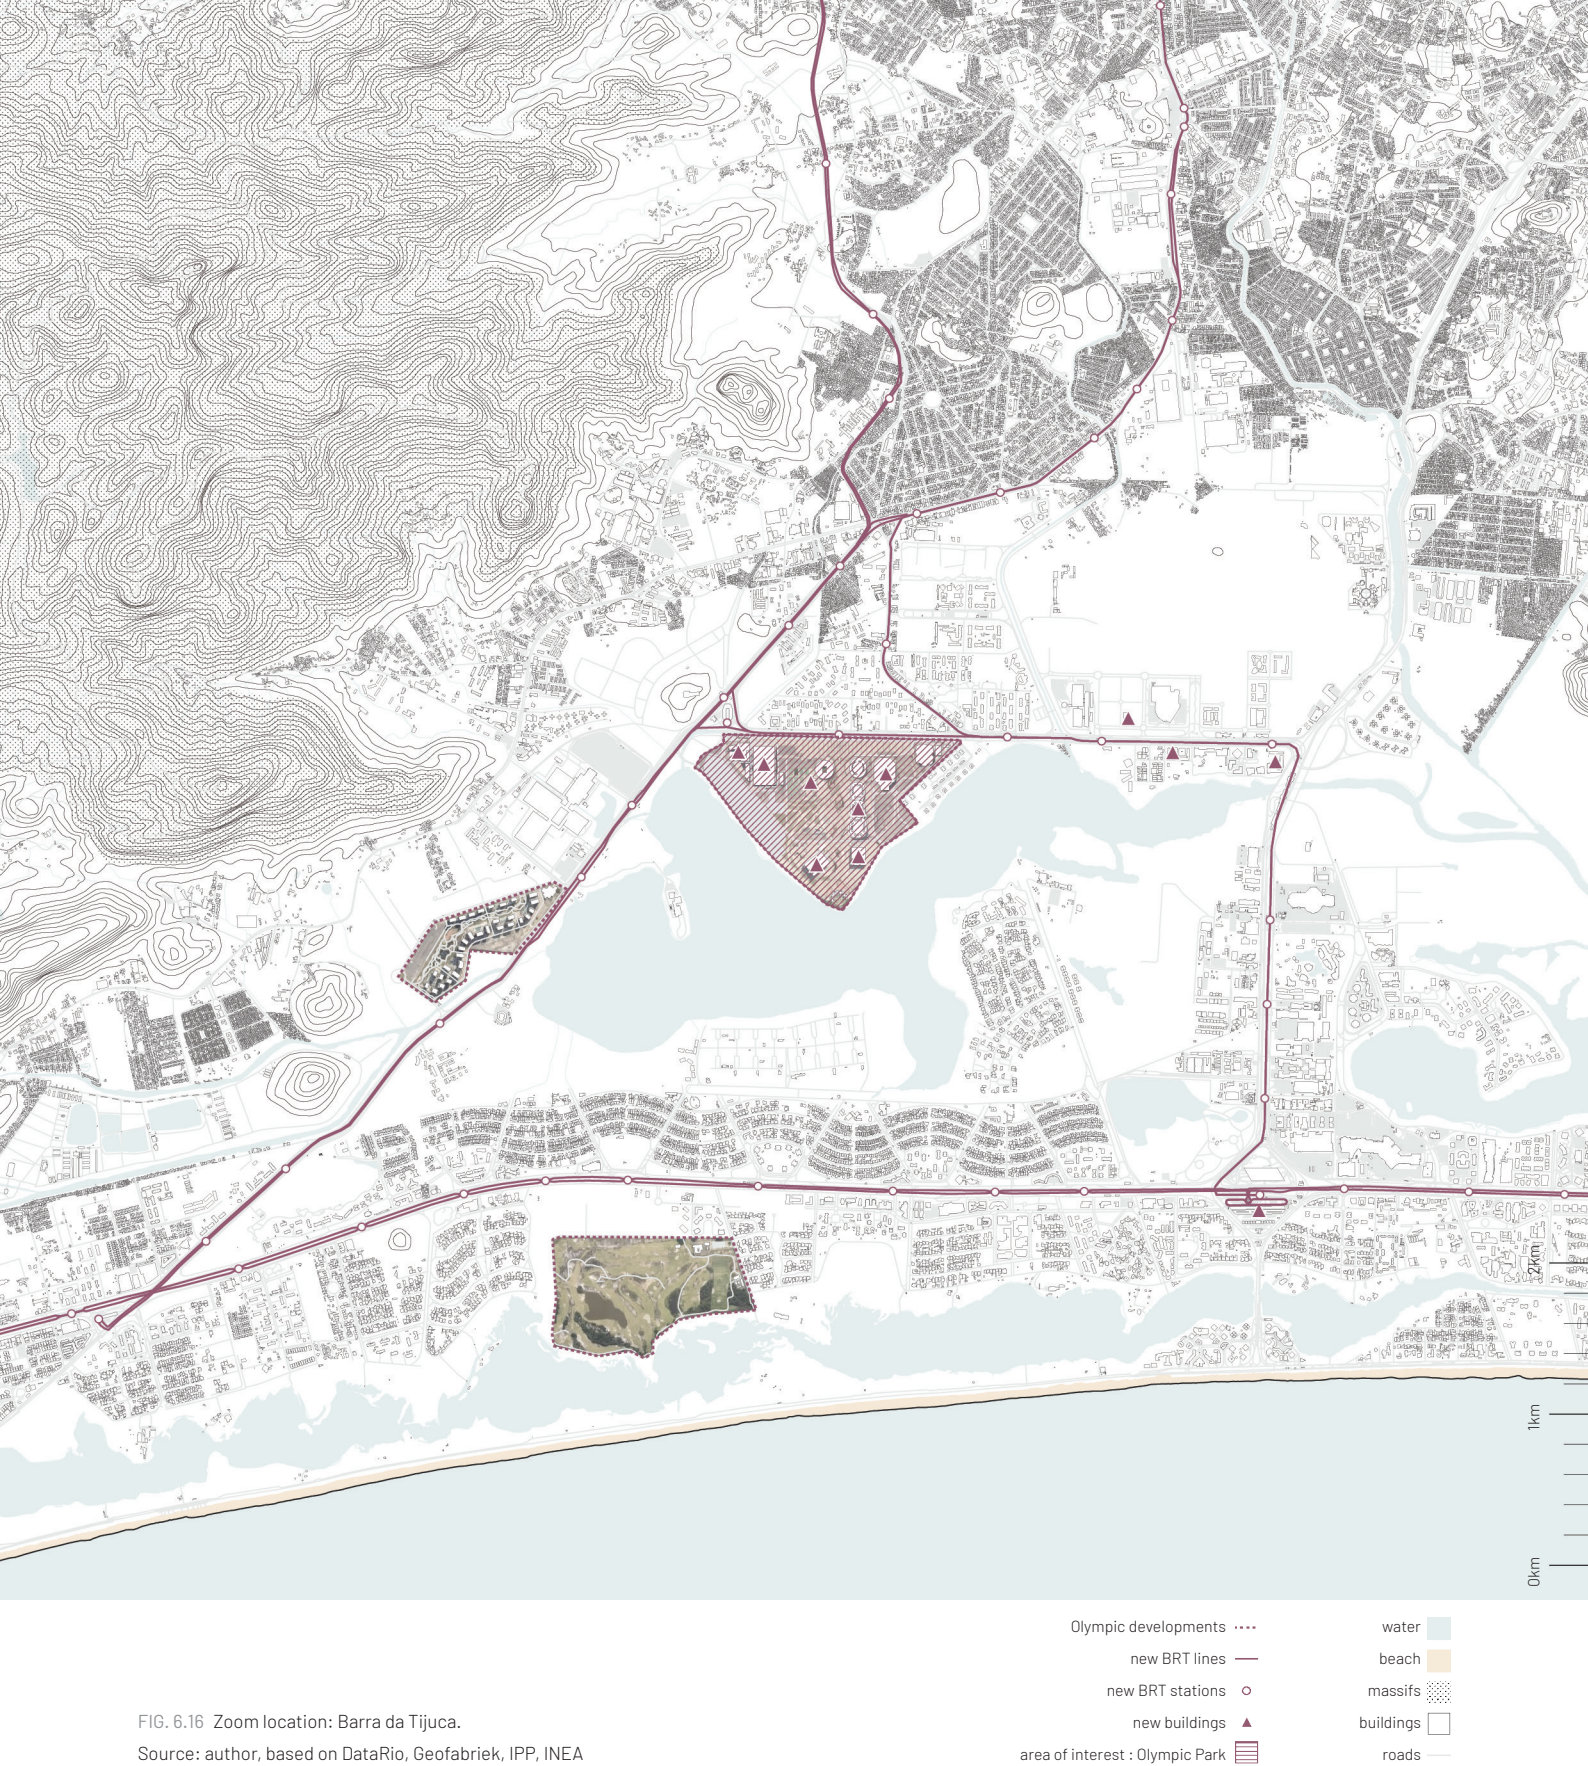 2km
1km
0km
Olympic developments
new BRT lines
new BRT stations
new buildings
area of interest : Olympic Park
water
beach
massifs
buildings
roads
FIG. 6.16 Zoom location: Barra da Tijuca.
Source: author, based on DataRio, Geofabriek, IPP, INEA